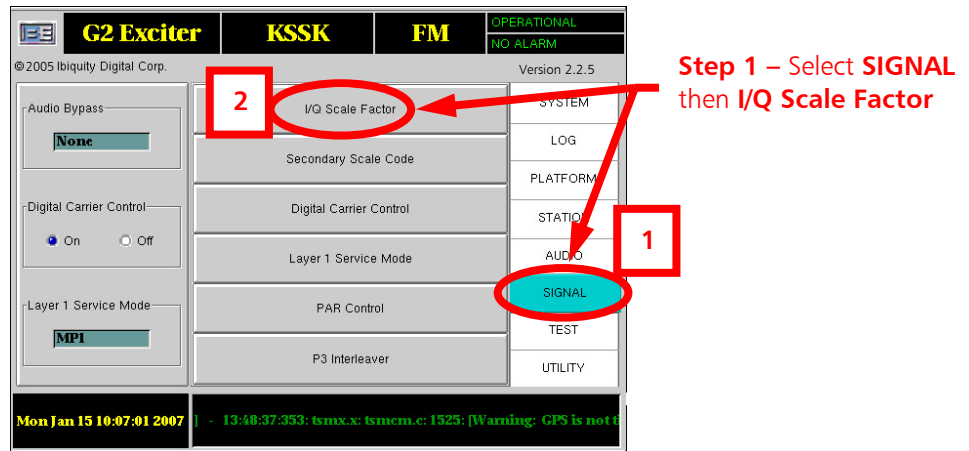 G2 Exciter
KSSK
FM
OPERATIONAL
NO ALARM
©2005 Ibiquity Digital Corp.
Version 2.2.5
Step 1 – Select SIGNAL
then I/Q Scale Factor
Audio Bypass
None
Digital Carrier Control
On
Off
Layer 1 Service Mode
MP1
2
I/Q Scale Factor
Secondary Scale Code
Digital Carrier Control
Layer 1 Service Mode
PAR Control
P3 Interleaver
SYSTEM
LOG
PLATFORM
STATION
AUDIO
SIGNAL
TEST
UTILITY
1
Mon Jan 15 10:07:01 2007
] - 13:48:37:353: tsmx.x: tsmcm.c: 1525: [Warning: GPS is not t